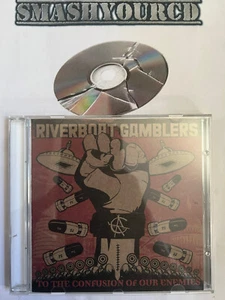 SMASHYOURCD
RIVERBOAT GAMBLERS
TO THE CONFUSION OF OUR ENEMIES